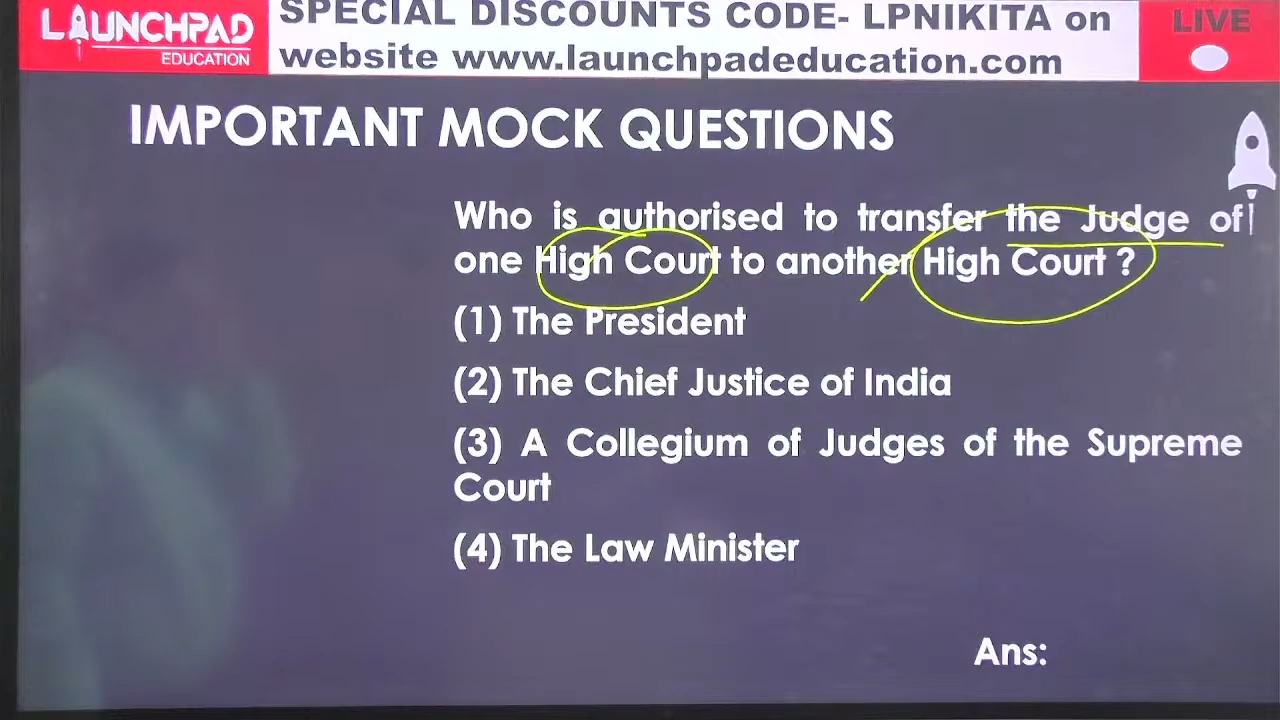 LAUNCHPAD
EDUCATION
SPECIAL DISCOUNTS CODE- LPNIKITA on
website www.launchpadeducation.com
LIVE
IMPORTANT MOCK QUESTIONS
Who is authorised to transfer the Judge of
one High Court to another High Court ?
(1) The President
(2) The Chief Justice of India
(3) A Collegium of Judges of the Supreme
Court
(4) The Law Minister
Ans: